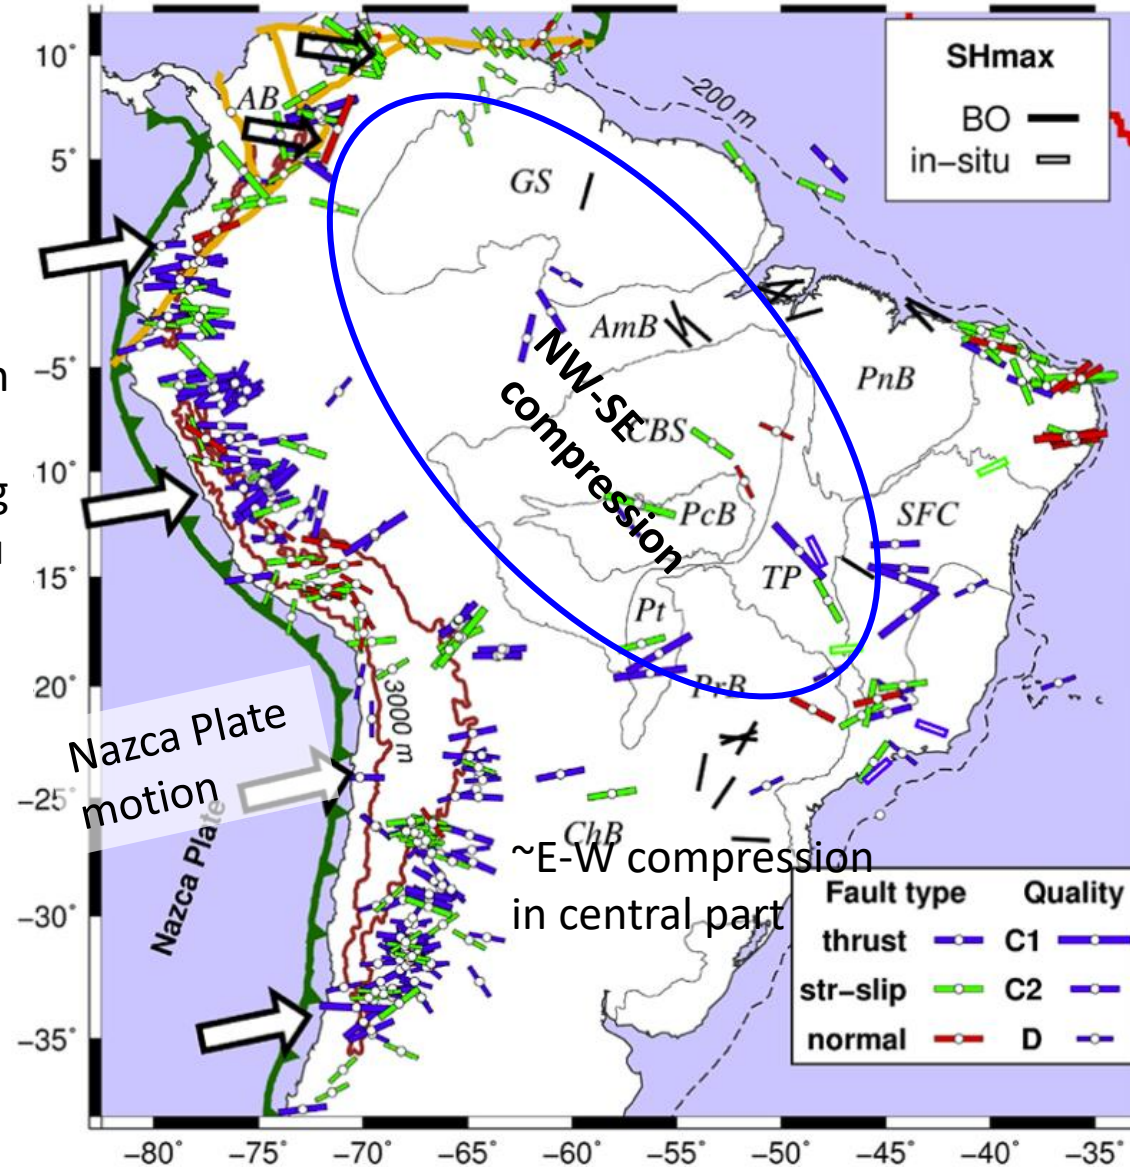 10°
5°
−5°
−10°
−15°
20°
−25°
−30°
−35°
−80°
−75°
−70°
−65°
−60°
−55°
−50°
−45°
−40°
−35°
n
g
AB
GS
−200 m
SHmax
BO
in−situ
AmB
PnB
NW-SE
compression
CBS
PcB
SFC
TP
Pt
PrB
3000 m
Nazca Plate
motion
Nazca Plate
ChB
~E-W compression
in central part
Fault type Quality
thrust C1
str−slip C2
normal D